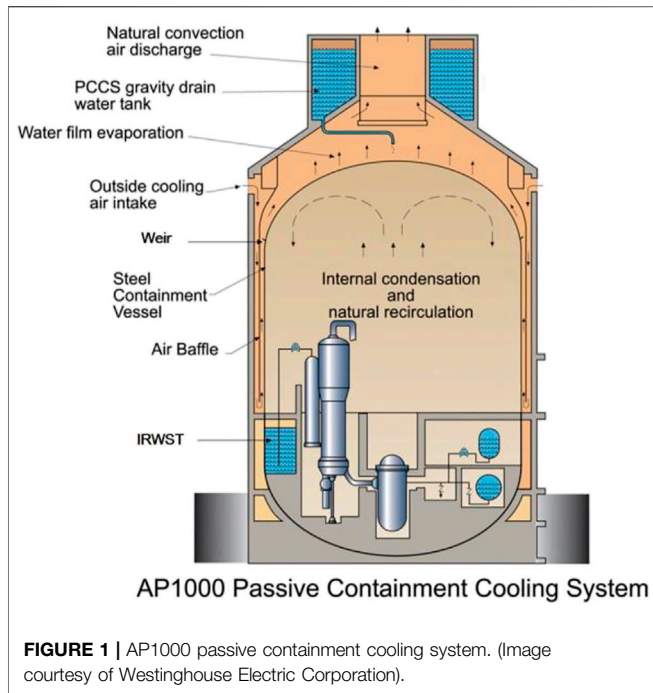 Natural convection
air discharge
PCCS gravity drain
water tank
Water film evaporation
Outside cooling
air intake
Weir
Steel
Containment
Vessel
Internal condensation
and
natural recirculation
Air Baffle
IRWST
AP1000 Passive Containment Cooling System
FIGURE 1 | AP1000 passive containment cooling system. (Image
courtesy of Westinghouse Electric Corporation).